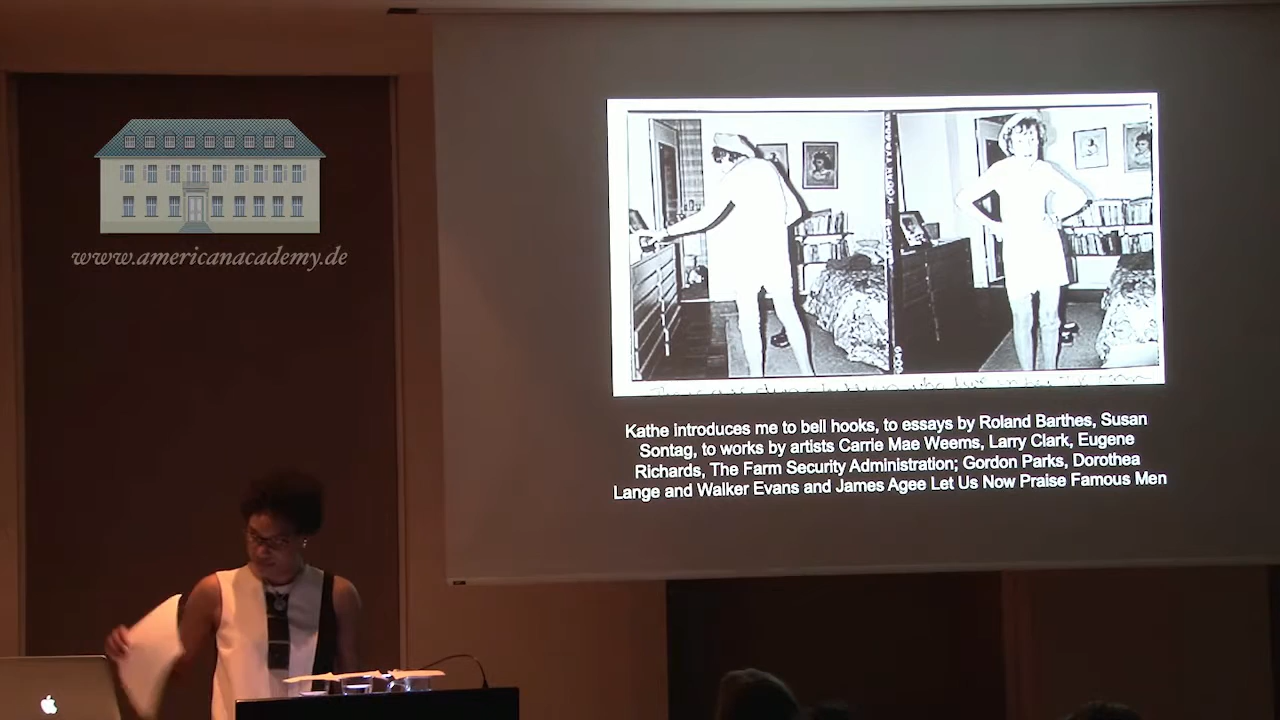 www.americanacademy.de
KODAK
Kathe introduces me to bell hooks, to essays by Roland Barthes, Susan
Sontag, to works by artists Carrie Mae Weems, Larry Clark, Eugene
Richards, The Farm Security Administration; Gordon Parks, Dorothea
Lange and Walker Evans and James Agee Let Us Now Praise Famous Men